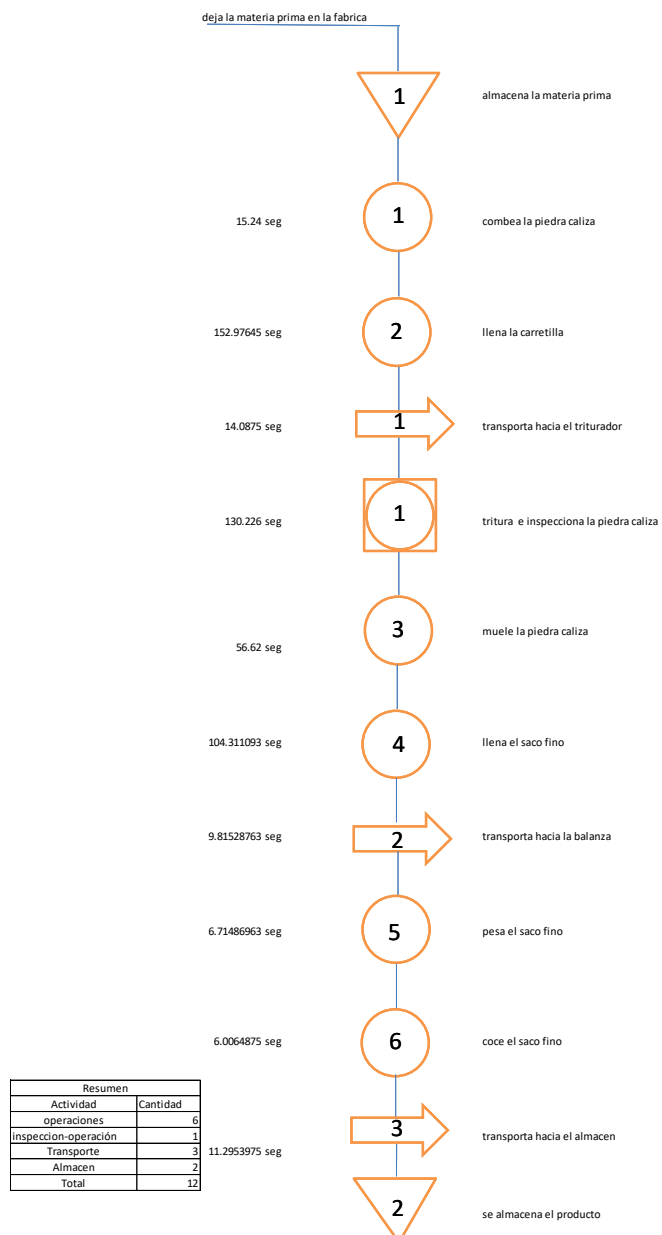 deja la materia prima en la fabrica
1 almacena la materia prima
15.24 seg 1 combea la piedra caliza
152.97645 seg 2 llena la carretilla
14.0875 seg 1 transporta hacia el triturador
130.226 seg 1 tritura e inspecciona la piedra caliza
56.62 seg 3 muele la piedra caliza
104.311093 seg 4 llena el saco fino
9.81528763 seg 2 transporta hacia la balanza
6.71486963 seg 5 pesa el saco fino
6.0064875 seg 6 coce el saco fino
11.2953975 seg 3 transporta hacia el almacen
2 se almacena el producto
Resumen
Actividad Cantidad
operaciones 6
inspeccion-operación 1
Transporte 3
Almacen 2
Total 12